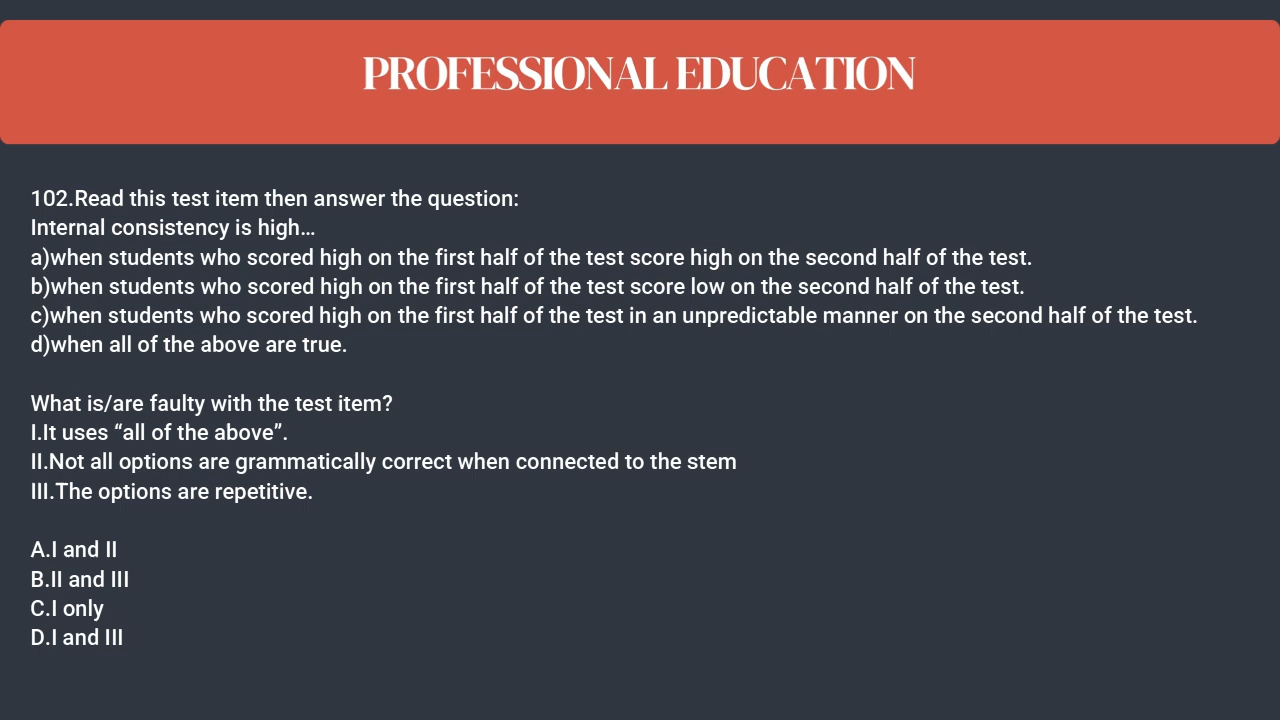 PROFESSIONAL EDUCATION
102.Read this test item then answer the question:
Internal consistency is high...
a)when students who scored high on the first half of the test score high on the second half of the test.
b)when students who scored high on the first half of the test score low on the second half of the test.
c)when students who scored high on the first half of the test in an unpredictable manner on the second half of the test.
d)when all of the above are true.
What is/are faulty with the test item?
I.It uses “all of the above”.
II.Not all options are grammatically correct when connected to the stem
III.The options are repetitive.
A.I and II
B.II and III
C.I only
D.I and III